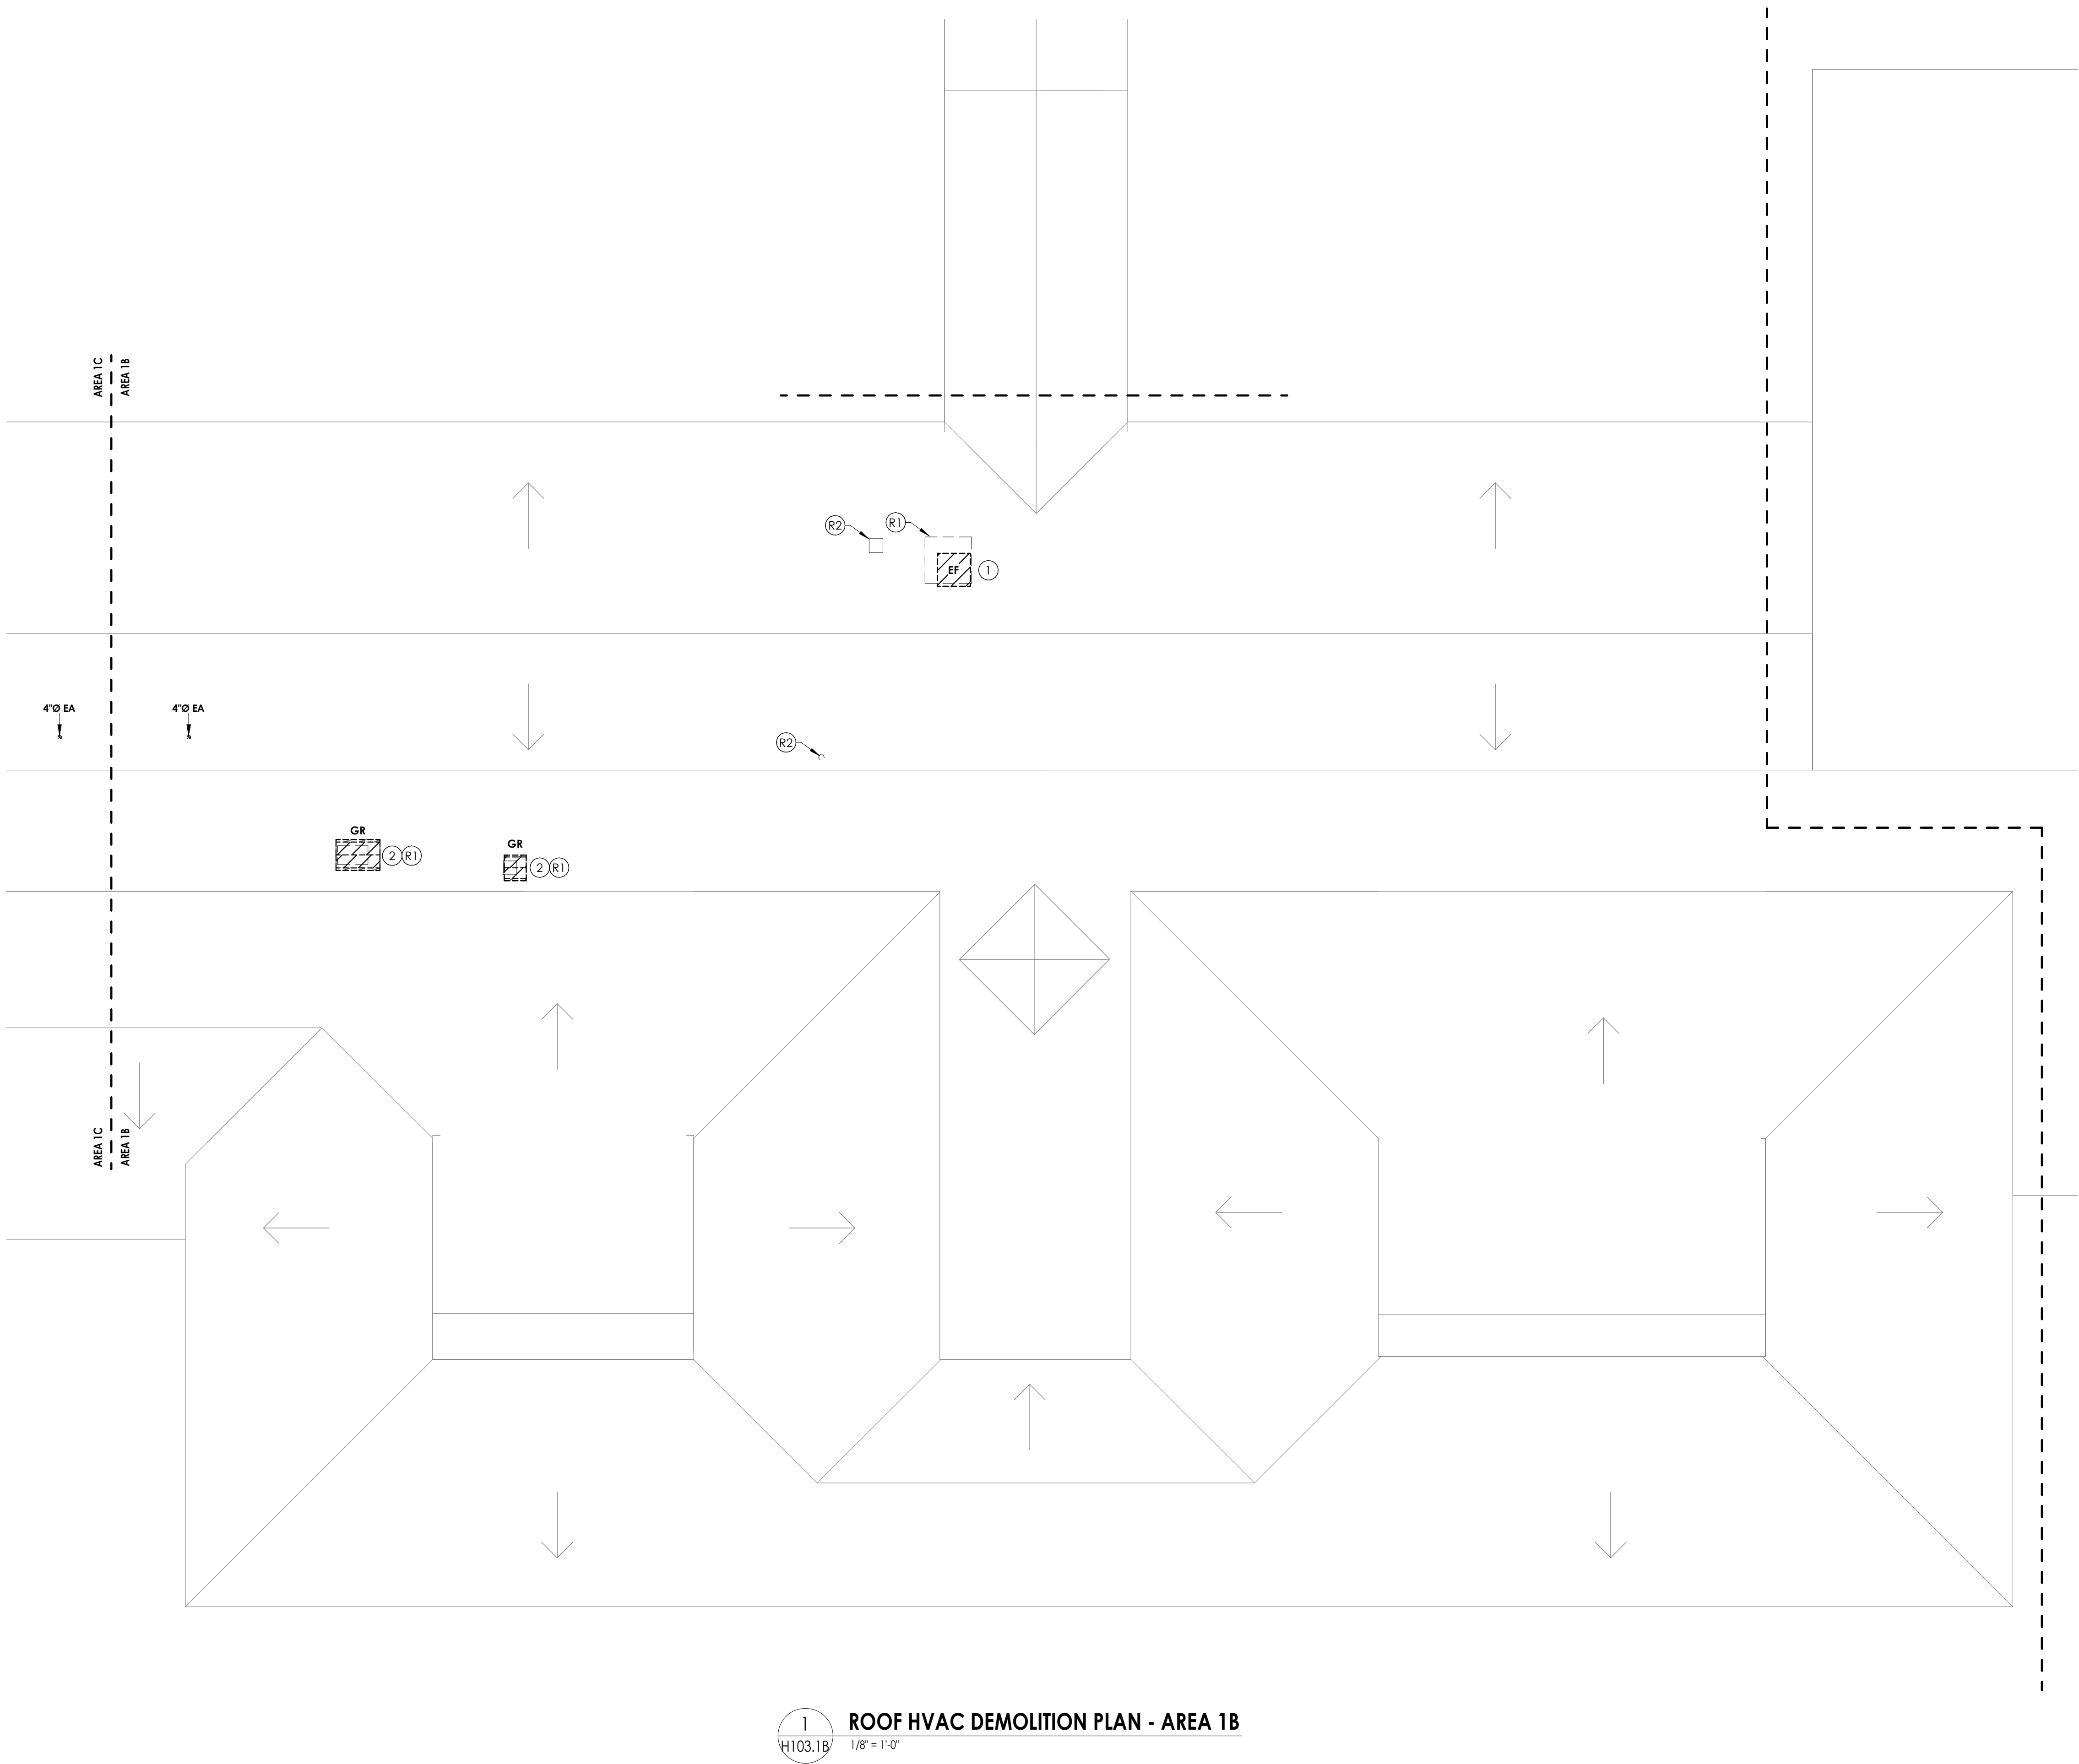 AREA 1C
AREA 1B
R2
R1
EF
1
4"Ø EA
4"Ø EA
R2
GR
2
R1
GR
2
R1
AREA 1C
AREA 1B
1
H103.1B
ROOF HVAC DEMOLITION PLAN - AREA 1B
1/8" = 1'-0"